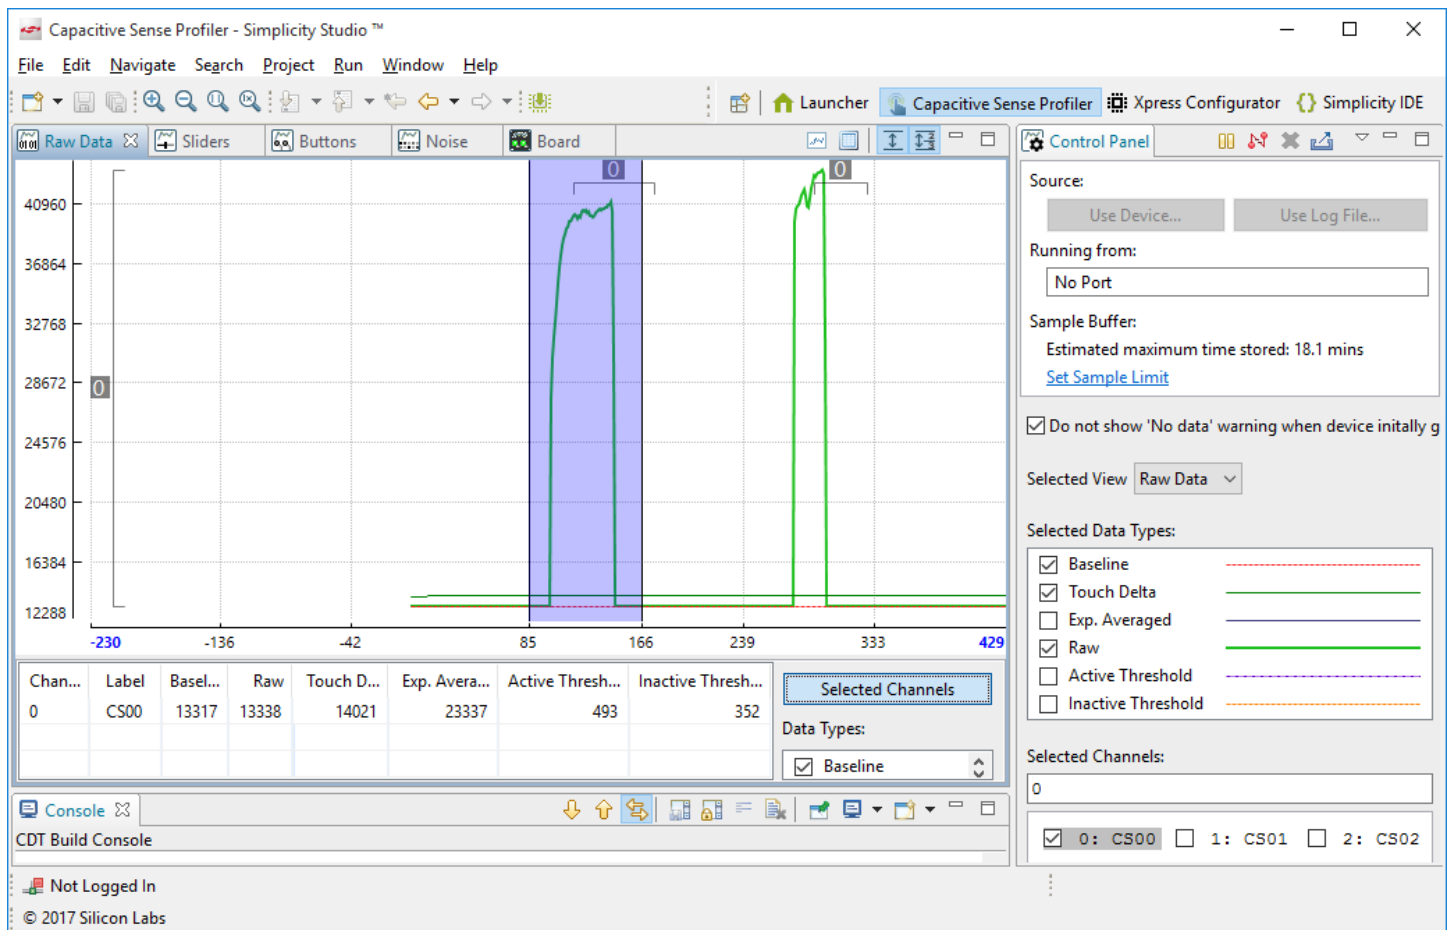 Capacitive Sense Profiler - Simplicity Studio ™
File Edit Navigate Search Project Run Window Help
Launcher Capacitive Sense Profiler Xpress Configurator Simplicity IDE
Raw Data Sliders Buttons Noise Board
0 0
40960
36864
32768
28672
0
24576
20480
16384
12288
-230 -136 -42 85 166 239 333 429
Chan... Label Basel... Raw Touch D... Exp. Avera... Active Thresh... Inactive Thresh...
0 CS00 13317 13338 14021 23337 493 352
Selected Channels
Data Types:
Baseline
Console
CDT Build Console
Control Panel
Source:
Use Device... Use Log File...
Running from:
No Port
Sample Buffer:
Estimated maximum time stored: 18.1 mins
Set Sample Limit
Do not show 'No data' warning when device initally g
Selected View Raw Data
Selected Data Types:
Baseline
Touch Delta
Exp. Averaged
Raw
Active Threshold
Inactive Threshold
Selected Channels:
0
0: CS00 1: CS01 2: CS02
Not Logged In
© 2017 Silicon Labs